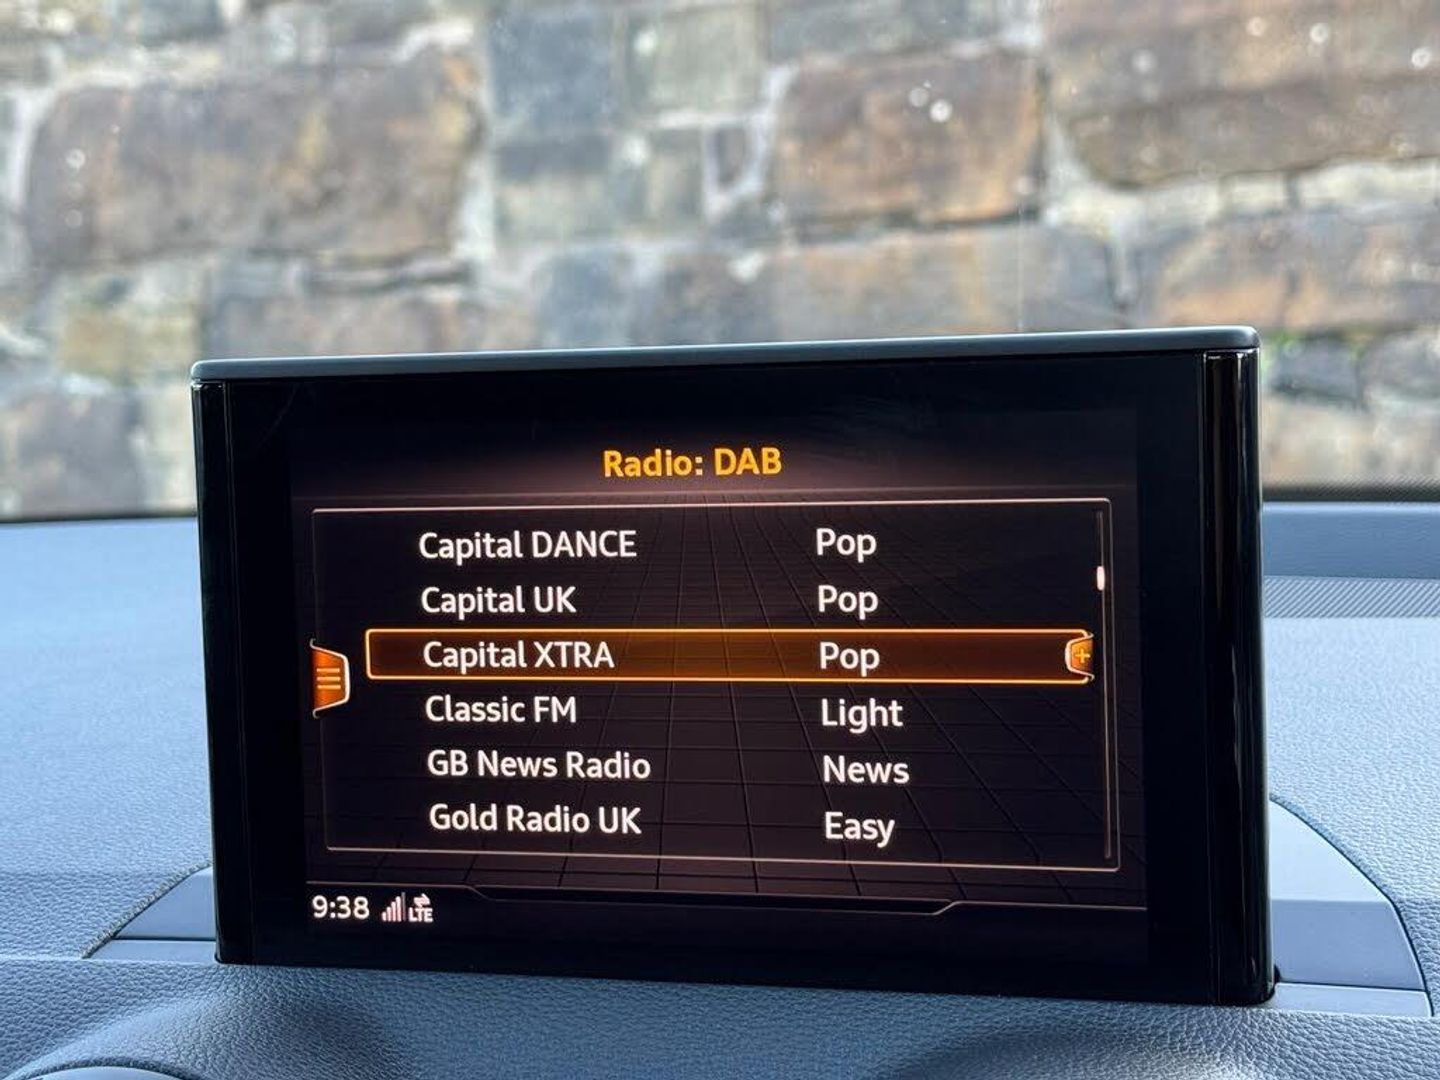 Radio: DAB
Capital DANCE Pop
Capital UK Pop
Capital XTRA Pop
Classic FM Light
GB News Radio News
Gold Radio UK Easy
9:38 LTE